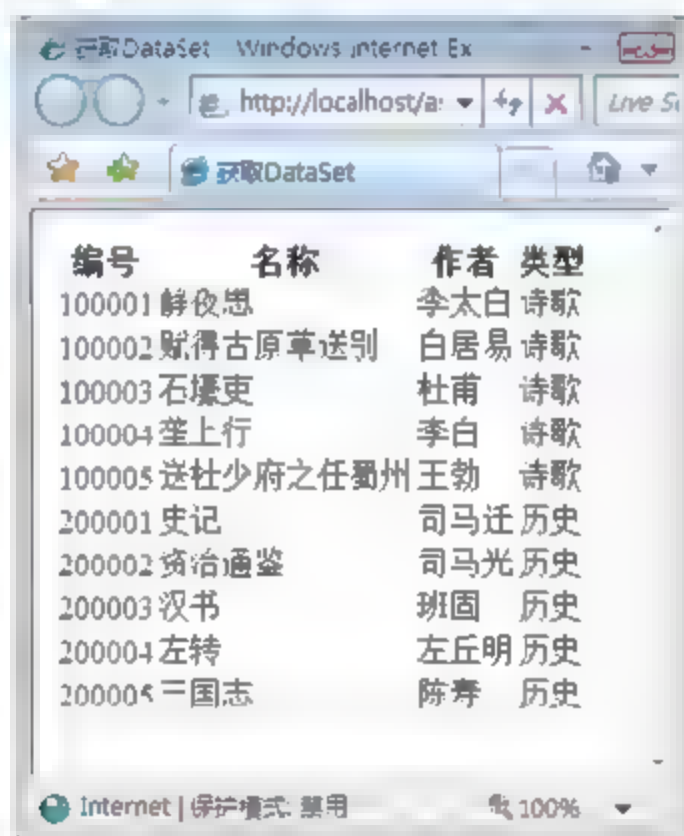 获取DataSet - Windows Internet Ex
http://localhost/a: Live Se
获取DataSet
编号 名称 作者 类型
100001 静夜思 李太白 诗歌
100002 赋得古原草送别 白居易 诗歌
100003 石壕吏 杜甫 诗歌
100004 垄上行 李白 诗歌
100005 送杜少府之任蜀州 王勃 诗歌
200001 史记 司马迁 历史
200002 资治通鉴 司马光 历史
200003 汉书 班固 历史
200004 左转 左丘明 历史
200005 三国志 陈寿 历史
Internet | 保护模式: 禁用 100%